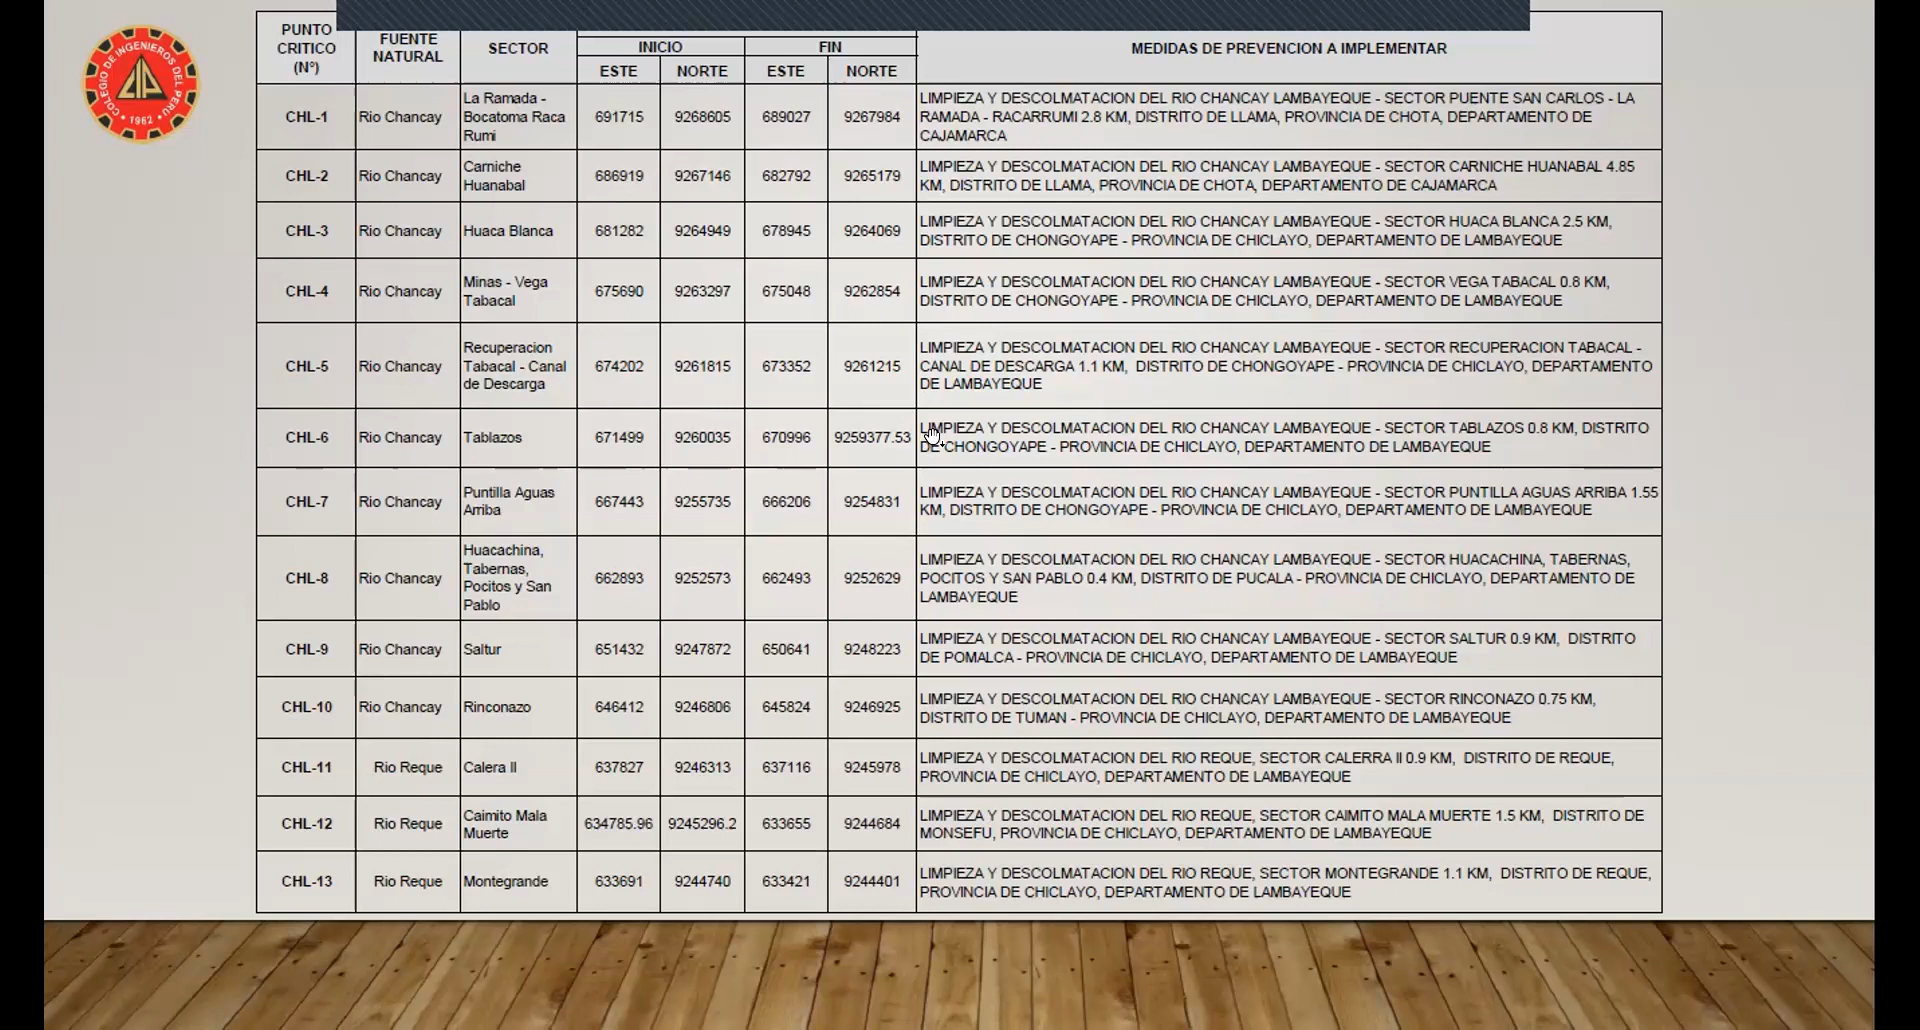 COLEGIO DE INGENIEROS DEL PERU
CIP
• 1962 •
PUNTO CRITICO (N°)
FUENTE NATURAL
SECTOR
INICIO
FIN
MEDIDAS DE PREVENCION A IMPLEMENTAR
ESTE
NORTE
ESTE
NORTE
CHL-1
Rio Chancay
La Ramada -
Bocatoma Raca
Rumi
691715
9268605
689027
9267984
LIMPIEZA Y DESCOLMATACION DEL RIO CHANCAY LAMBAYEQUE - SECTOR PUENTE SAN CARLOS - LA
RAMADA - RACARRUMI 2.8 KM, DISTRITO DE LLAMA, PROVINCIA DE CHOTA, DEPARTAMENTO DE
CAJAMARCA
CHL-2
Rio Chancay
Carniche
Huanabal
686919
9267146
682792
9265179
LIMPIEZA Y DESCOLMATACION DEL RIO CHANCAY LAMBAYEQUE - SECTOR CARNICHE HUANABAL 4.85
KM, DISTRITO DE LLAMA, PROVINCIA DE CHOTA, DEPARTAMENTO DE CAJAMARCA
CHL-3
Rio Chancay
Huaca Blanca
681282
9264949
678945
9264069
LIMPIEZA Y DESCOLMATACION DEL RIO CHANCAY LAMBAYEQUE - SECTOR HUACA BLANCA 2.5 KM,
DISTRITO DE CHONGOYAPE - PROVINCIA DE CHICLAYO, DEPARTAMENTO DE LAMBAYEQUE
CHL-4
Rio Chancay
Minas - Vega
Tabacal
675690
9263297
675048
9262854
LIMPIEZA Y DESCOLMATACION DEL RIO CHANCAY LAMBAYEQUE - SECTOR VEGA TABACAL 0.8 KM,
DISTRITO DE CHONGOYAPE - PROVINCIA DE CHICLAYO, DEPARTAMENTO DE LAMBAYEQUE
CHL-5
Rio Chancay
Recuperacion
Tabacal - Canal
de Descarga
674202
9261815
673352
9261215
LIMPIEZA Y DESCOLMATACION DEL RIO CHANCAY LAMBAYEQUE - SECTOR RECUPERACION TABACAL -
CANAL DE DESCARGA 1.1 KM, DISTRITO DE CHONGOYAPE - PROVINCIA DE CHICLAYO, DEPARTAMENTO
DE LAMBAYEQUE
CHL-6
Rio Chancay
Tablazos
671499
9260035
670996
9259377.53
LIMPIEZA Y DESCOLMATACION DEL RIO CHANCAY LAMBAYEQUE - SECTOR TABLAZOS 0.8 KM, DISTRITO
DE CHONGOYAPE - PROVINCIA DE CHICLAYO, DEPARTAMENTO DE LAMBAYEQUE
CHL-7
Rio Chancay
Puntilla Aguas
Arriba
667443
9255735
666206
9254831
LIMPIEZA Y DESCOLMATACION DEL RIO CHANCAY LAMBAYEQUE - SECTOR PUNTILLA AGUAS ARRIBA 1.55
KM, DISTRITO DE CHONGOYAPE - PROVINCIA DE CHICLAYO, DEPARTAMENTO DE LAMBAYEQUE
CHL-8
Rio Chancay
Huacachina,
Tabernas,
Pocitos y San
Pablo
662893
9252573
662493
9252629
LIMPIEZA Y DESCOLMATACION DEL RIO CHANCAY LAMBAYEQUE - SECTOR HUACACHINA, TABERNAS,
POCITOS Y SAN PABLO 0.4 KM, DISTRITO DE PUCALA - PROVINCIA DE CHICLAYO, DEPARTAMENTO DE
LAMBAYEQUE
CHL-9
Rio Chancay
Saltur
651432
9247872
650641
9248223
LIMPIEZA Y DESCOLMATACION DEL RIO CHANCAY LAMBAYEQUE - SECTOR SALTUR 0.9 KM, DISTRITO
DE POMALCA - PROVINCIA DE CHICLAYO, DEPARTAMENTO DE LAMBAYEQUE
CHL-10
Rio Chancay
Rinconazo
646412
9246806
645824
9246925
LIMPIEZA Y DESCOLMATACION DEL RIO CHANCAY LAMBAYEQUE - SECTOR RINCONAZO 0.75 KM,
DISTRITO DE TUMAN - PROVINCIA DE CHICLAYO, DEPARTAMENTO DE LAMBAYEQUE
CHL-11
Rio Reque
Calera II
637827
9246313
637116
9245978
LIMPIEZA Y DESCOLMATACION DEL RIO REQUE, SECTOR CALERRA II 0.9 KM, DISTRITO DE REQUE,
PROVINCIA DE CHICLAYO, DEPARTAMENTO DE LAMBAYEQUE
CHL-12
Rio Reque
Caimito Mala
Muerte
634785.96
9245296.2
633655
9244684
LIMPIEZA Y DESCOLMATACION DEL RIO REQUE, SECTOR CAIMITO MALA MUERTE 1.5 KM, DISTRITO DE
MONSEFU, PROVINCIA DE CHICLAYO, DEPARTAMENTO DE LAMBAYEQUE
CHL-13
Rio Reque
Montegrande
633691
9244740
633421
9244401
LIMPIEZA Y DESCOLMATACION DEL RIO REQUE, SECTOR MONTEGRANDE 1.1 KM, DISTRITO DE REQUE,
PROVINCIA DE CHICLAYO, DEPARTAMENTO DE LAMBAYEQUE